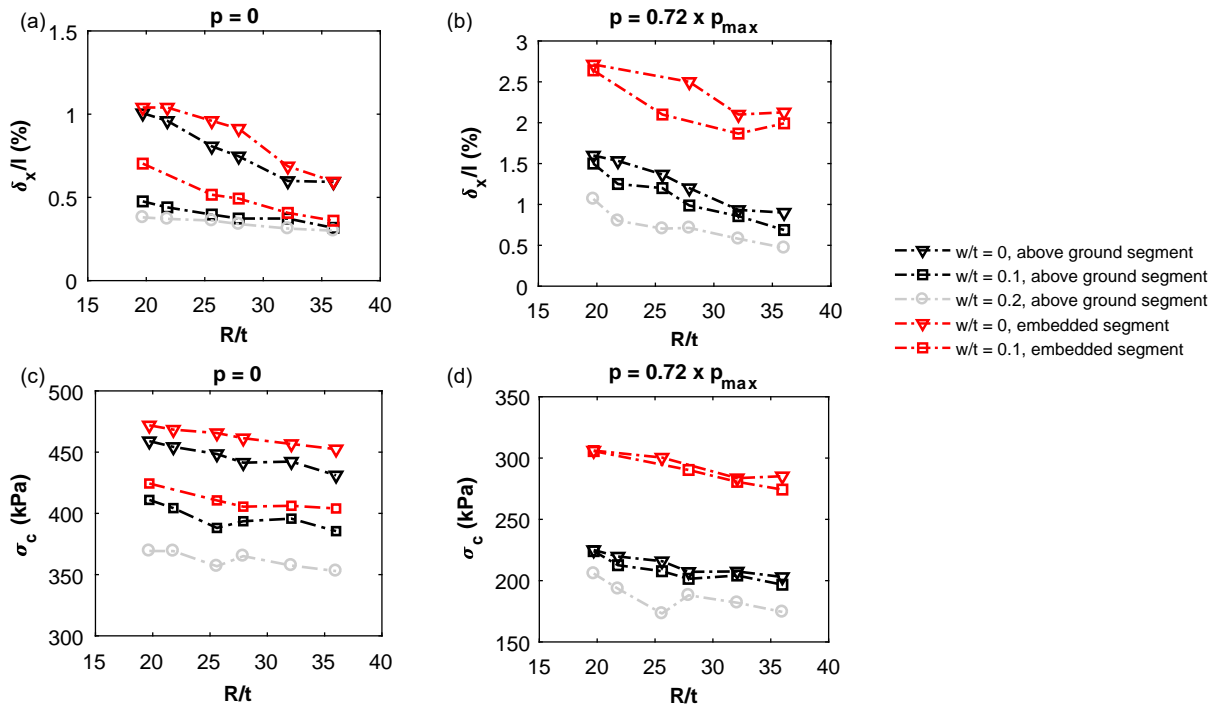 (a)
p = 0
1.5
1
0.5
0
15 20 25 30 35 40
δx/l (%)
R/t
(b)
p = 0.72 x pmax
3
2.5
2
1.5
1
0.5
0
15 20 25 30 35 40
δx/l (%)
R/t
w/t = 0, above ground segment
w/t = 0.1, above ground segment
w/t = 0.2, above ground segment
w/t = 0, embedded segment
w/t = 0.1, embedded segment
(c)
p = 0
500
450
400
350
300
15 20 25 30 35 40
σc (kPa)
R/t
(d)
p = 0.72 x pmax
350
300
250
200
150
15 20 25 30 35 40
σc (kPa)
R/t